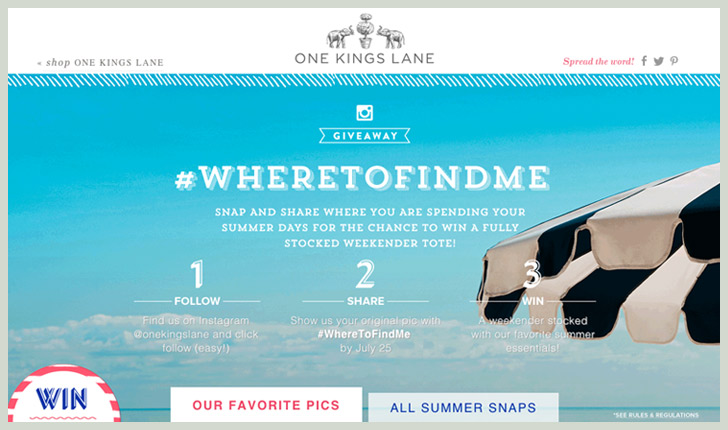 « shop ONE KINGS LANE
ONE KINGS LANE
Spread the word!
GIVEAWAY
#WHERETOFINDME
SNAP AND SHARE WHERE YOU ARE SPENDING YOUR
SUMMER DAYS FOR THE CHANCE TO WIN A FULLY
STOCKED WEEKENDER TOTE!
1
FOLLOW
Find us on Instagram
@onekingslane and click
follow (easy!)
2
SHARE
Show us your original pic with
#WhereToFindMe
by July 25
3
WIN
A weekender stocked
with our favorite summer
essentials!
WIN
OUR FAVORITE PICS
ALL SUMMER SNAPS
*SEE RULES & REGULATIONS